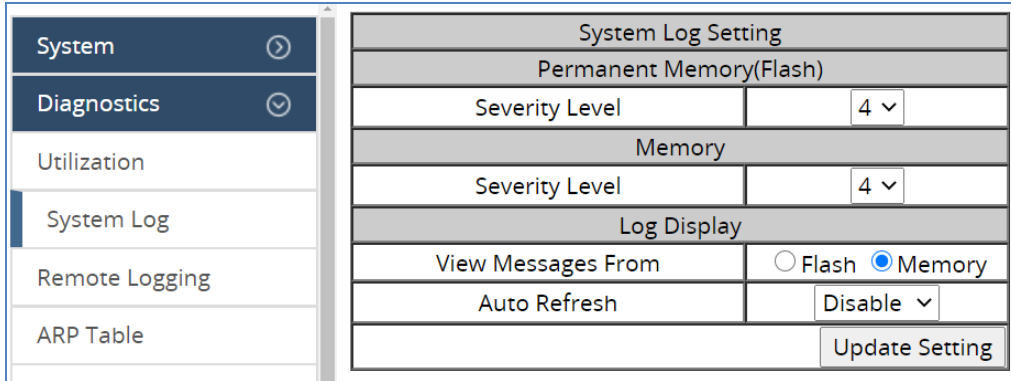 System
Diagnostics
Utilization
System Log
Remote Logging
ARP Table
System Log Setting
Permanent Memory(Flash)
Severity Level 4
Memory
Severity Level 4
Log Display
View Messages From Flash Memory
Auto Refresh Disable
Update Setting